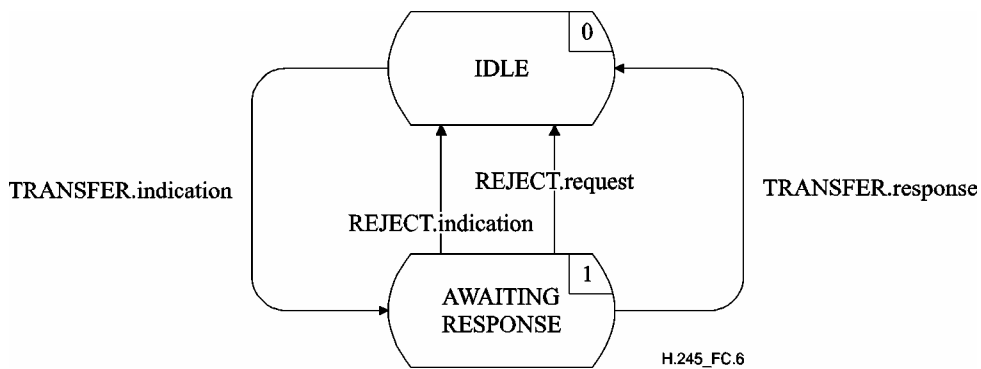 0
IDLE
TRANSFER.indication
REJECT.request
TRANSFER.response
REJECT.indication
1
AWAITING
RESPONSE
H.245_FC.6